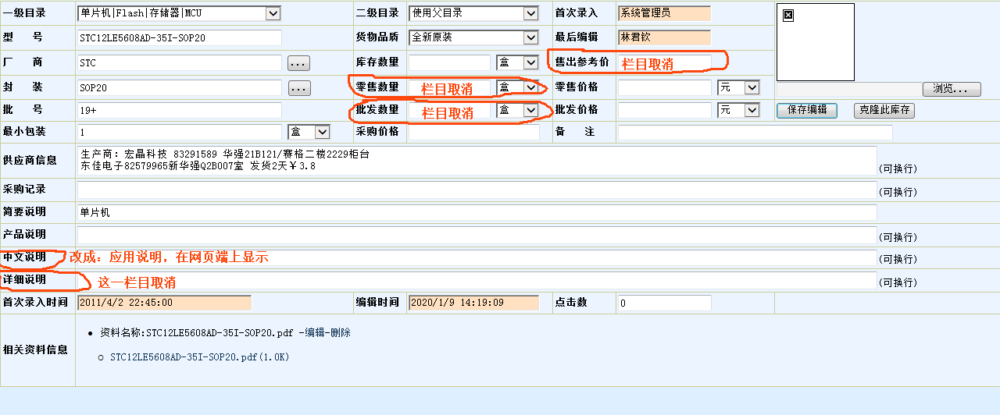 一级目录 单片机|Flash|存储器|MCU 二级目录 使用父目录 首次录入 系统管理员
型 号 STC12LE5608AD-35I-SOP20 货物品质 全新原装 最后编辑 林君钦
厂 商 STC ... 库存数量 盒 售出参考价 栏目取消
封 装 SOP20 ... 零售数量 栏目取消 盒 零售价格 元 浏览...
批 号 19+ 批发数量 栏目取消 盒 批发价格 元 保存编辑 克隆此库存
最小包装 1 盒 采购价格 备 注
供应商信息 生产商: 宏晶科技 83291589 华强21B121/赛格二楼2229柜台
东佳电子82579965新华强Q2B007室 发货2天￥3.8 (可换行)
采购记录 (可换行)
简要说明 单片机
产品说明 (可换行)
中文说明 改成：应用说明，在网页端上显示 (可换行)
详细说明 这一栏目取消 (可换行)
首次录入时间 2011/4/2 22:45:00 编辑时间 2020/1/9 14:19:09 点击数 0
相关资料信息 资料名称:STC12LE5608AD-35I-SOP20.pdf -编辑-删除
STC12LE5608AD-35I-SOP20.pdf(1.0K)